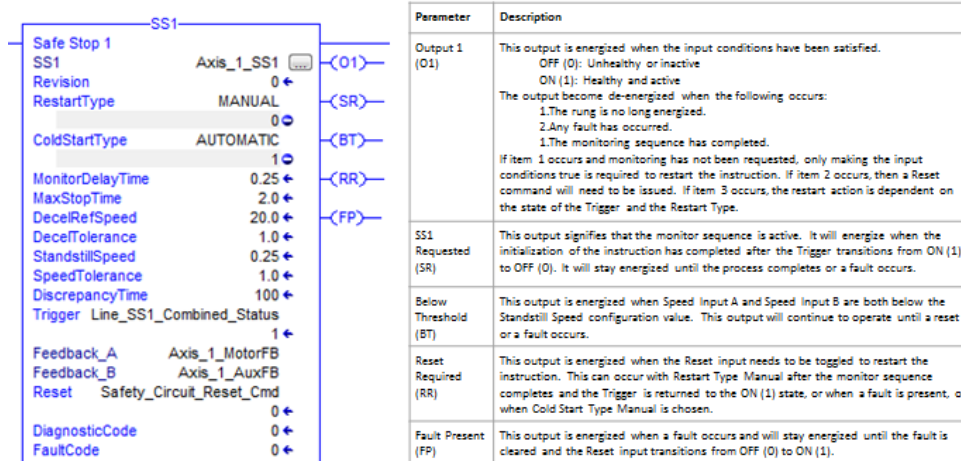 SS1
Safe Stop 1
SS1 Axis_1_SS1 ...
Revision 0
RestartType MANUAL
0
ColdStartType AUTOMATIC
1
MonitorDelayTime 0.25
MaxStopTime 2.0
DecelRefSpeed 20.0
DecelTolerance 1.0
StandstillSpeed 0.25
SpeedTolerance 1.0
DiscrepancyTime 100
Trigger Line_SS1_Combined_Status
1
Feedback_A Axis_1_MotorFB
Feedback_B Axis_1_AuxFB
Reset Safety_Circuit_Reset_Cmd
0
DiagnosticCode 0
FaultCode 0
(O1)
(SR)
(BT)
(RR)
(FP)
Parameter Description
Output 1
(O1)
This output is energized when the input conditions have been satisfied.
OFF (0): Unhealthy or inactive
ON (1): Healthy and active
The output become de-energized when the following occurs:
1.The rung is no long energized.
2.Any fault has occurred.
1.The monitoring sequence has completed.
If item 1 occurs and monitoring has not been requested, only making the input
conditions true is required to restart the instruction. If item 2 occurs, then a Reset
command will need to be issued. If item 3 occurs, the restart action is dependent on
the state of the Trigger and the Restart Type.
SS1
Requested
(SR)
This output signifies that the monitor sequence is active. It will energize when the
initialization of the instruction has completed after the Trigger transitions from ON (1)
to OFF (0). It will stay energized until the process completes or a fault occurs.
Below
Threshold
(BT)
This output is energized when Speed Input A and Speed Input B are both below the
Standstill Speed configuration value. This output will continue to operate until a reset
or a fault occurs.
Reset
Required
(RR)
This output is energized when the Reset input needs to be toggled to restart the
instruction. This can occur with Restart Type Manual after the monitor sequence
completes and the Trigger is returned to the ON (1) state, or when a fault is present, o
when Cold Start Type Manual is chosen.
Fault Present
(FP)
This output is energized when a fault occurs and will stay energized until the fault is
cleared and the Reset input transitions from OFF (0) to ON (1).